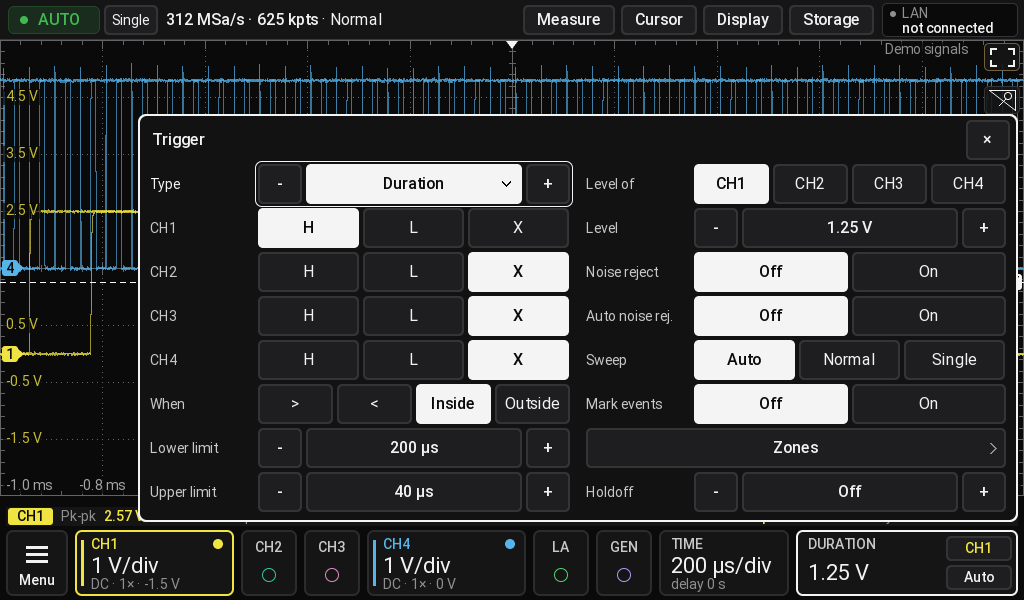 AUTO Single 312 MSa/s · 625 kpts · Normal Measure Cursor Display Storage LAN
not connected
Demo signals
4.5 V
3.5 V
2.5 V
4
0.5 V
1
-0.5 V
-1.5 V
-1.0 ms -0.8 ms
Trigger ×
Type - Duration + Level of CH1 CH2 CH3 CH4
CH1 H L X Level - 1.25 V +
CH2 H L X Noise reject Off On
CH3 H L X Auto noise rej. Off On
CH4 H L X Sweep Auto Normal Single
When > < Inside Outside Mark events Off On
Lower limit - 200 µs + Zones
Upper limit - 40 µs + Holdoff - Off +
CH1 Pk-pk 2.57
Menu
CH1
1 V/div
DC · 1× · -1.5 V
CH2
CH3
CH4
1 V/div
DC · 1× · 0 V
LA
GEN
TIME
200 µs/div
delay 0 s
DURATION CH1
1.25 V Auto